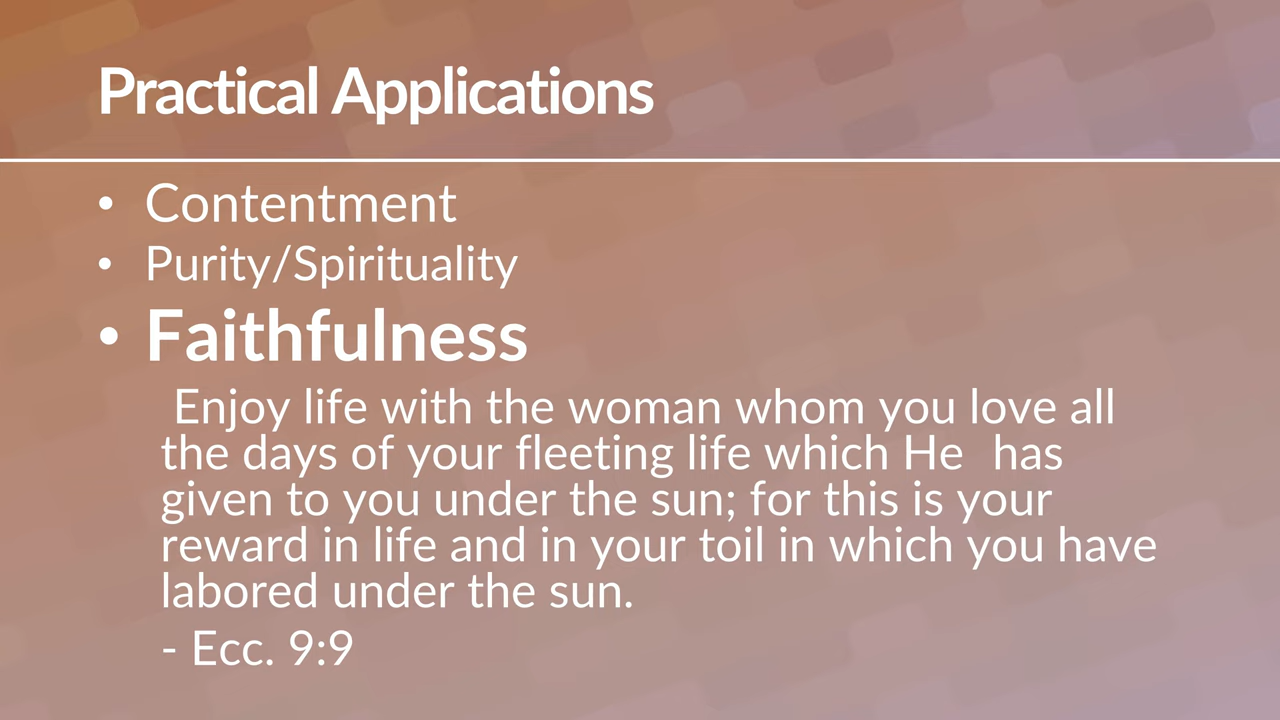 Practical Applications
• Contentment
• Purity/Spirituality
• Faithfulness
Enjoy life with the woman whom you love all
the days of your fleeting life which He  has
given to you under the sun; for this is your
reward in life and in your toil in which you have
labored under the sun.
- Ecc. 9:9